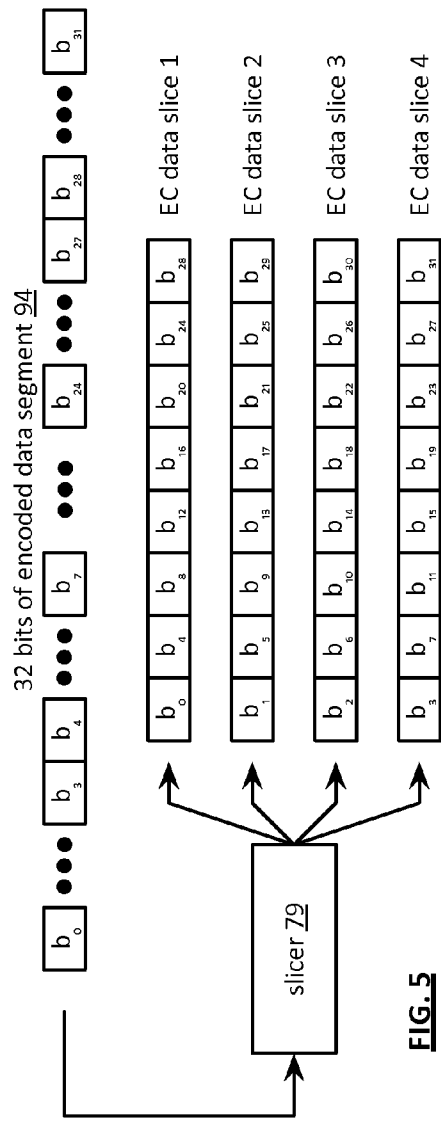 32 bits of encoded data segment 94
b0 ••• b3 b4 ••• b7 ••• b24 ••• b27 b28 ••• b31
slicer 79
b0 b4 b8 b12 b16 b20 b24 b28 EC data slice 1
b1 b5 b9 b13 b17 b21 b25 b29 EC data slice 2
b2 b6 b10 b14 b18 b22 b26 b30 EC data slice 3
b3 b7 b11 b15 b19 b23 b27 b31 EC data slice 4
FIG. 5